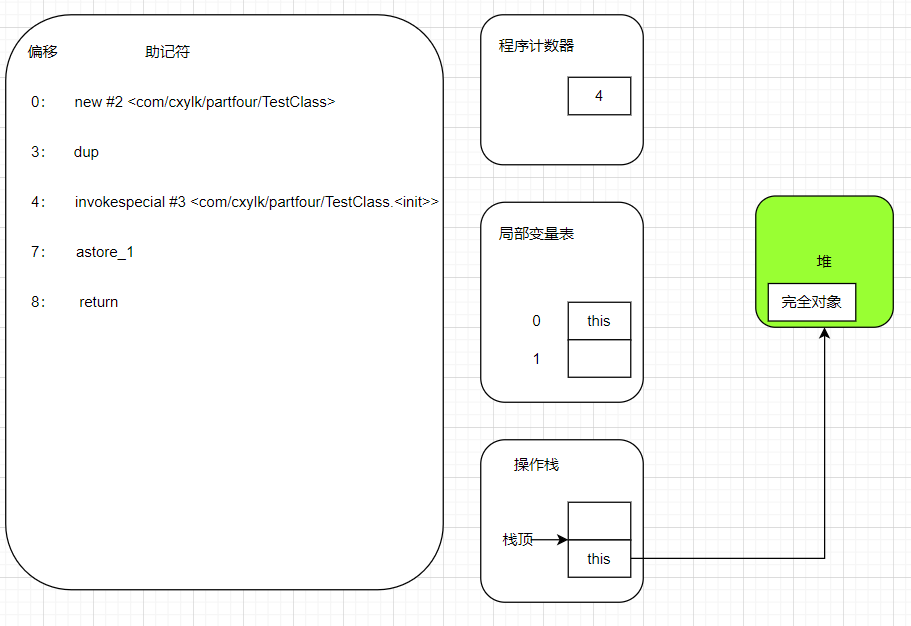 偏移 助记符
0： new #2 <com/cxylk/partfour/TestClass>
3： dup
4： invokespecial #3 <com/cxylk/partfour/TestClass.<init>>
7： astore_1
8： return
程序计数器
4
局部变量表
0 this
1
操作栈
栈顶
this
堆
完全对象